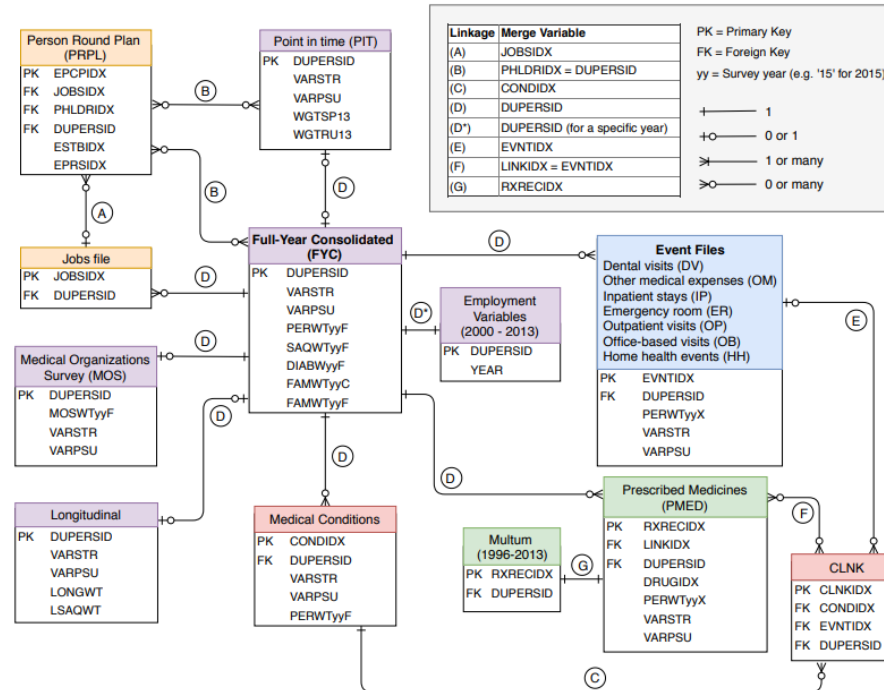 Person Round Plan
(PRPL)
PK EPCPIDX
FK JOBSIDX
FK PHLDRIDX
FK DUPERSID
ESTBIDX
EPRSIDX
Point in time (PIT)
PK DUPERSID
VARSTR
VARPSU
WGTSP13
WGTRU13
Linkage Merge Variable
(A) JOBSIDX
(B) PHLDRIDX = DUPERSID
(C) CONDIDX
(D) DUPERSID
(D*) DUPERSID (for a specific year)
(E) EVNTIDX
(F) LINKIDX = EVNTIDX
(G) RXRECIDX
PK = Primary Key
FK = Foreign Key
yy = Survey year (e.g. '15' for 2015)
1
0 or 1
1 or many
0 or many
B
B
D
A
Jobs file
PK JOBSIDX
FK DUPERSID
D
Full-Year Consolidated
(FYC)
PK DUPERSID
VARSTR
VARPSU
PERWTyyF
SAQWTyyF
DIABWyyF
FAMWTyyC
FAMWTyyF
D
D*
Employment
Variables
(2000 - 2013)
PK DUPERSID
YEAR
Event Files
Dental visits (DV)
Other medical expenses (OM)
Inpatient stays (IP)
Emergency room (ER)
Outpatient visits (OP)
Office-based visits (OB)
Home health events (HH)
PK EVNTIDX
FK DUPERSID
PERWTyyX
VARSTR
VARPSU
E
Medical Organizations
Survey (MOS)
PK DUPERSID
MOSWTyyF
VARSTR
VARPSU
D
D
Longitudinal
PK DUPERSID
VARSTR
VARPSU
LONGWT
LSAQWT
D
D
Medical Conditions
PK CONDIDX
FK DUPERSID
VARSTR
VARPSU
PERWTyyF
Multum
(1996-2013)
PK RXRECIDX
FK DUPERSID
G
Prescribed Medicines
(PMED)
PK RXRECIDX
FK LINKIDX
FK DUPERSID
DRUGIDX
PERWTyyX
VARSTR
VARPSU
F
CLNK
PK CLNKIDX
FK CONDIDX
FK EVNTIDX
FK DUPERSID
C